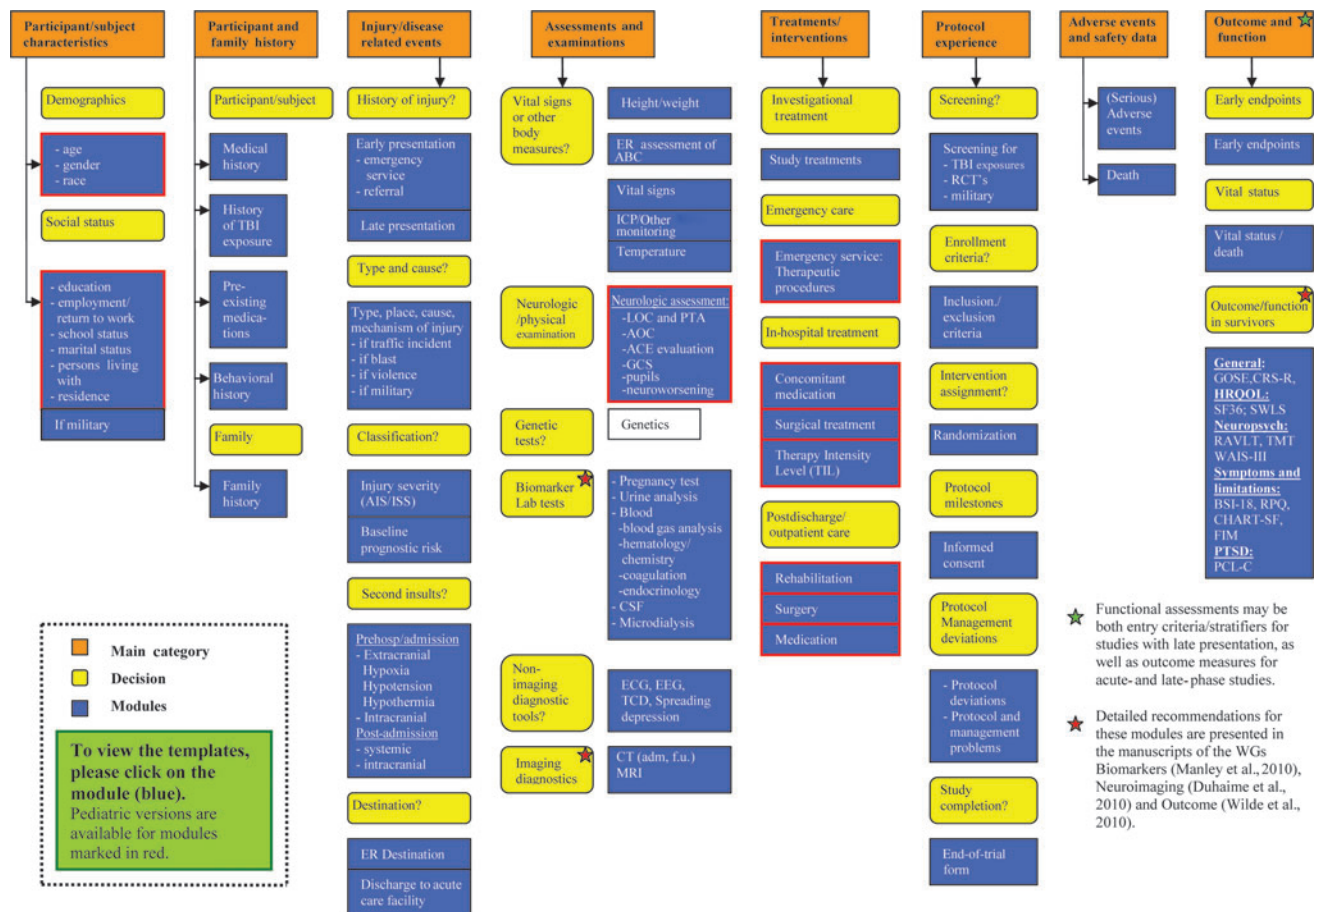 Participant/subject
characteristics
Demographics
- age
- gender
- race
Social status
- education
- employment/
return to work
- school status
- marital status
- persons living
with
- residence
If military
Participant and
family history
Participant/subject
Medical
history
History
of TBI
exposure
Pre-
existing
medica-
tions
Behavioral
history
Family
Family
history
Injury/disease
related events
History of injury?
Early presentation
- emergency
service
- referral
Late presentation
Type and cause?
Type, place, cause,
mechanism of injury
- if traffic incident
- if blast
- if violence
- if military
Classification?
Injury severity
(AIS/ISS)
Baseline
prognostic risk
Second insults?
Prehosp/admission
- Extracranial
Hypoxia
Hypotension
Hypothermia
- Intracranial
Post-admission
- systemic
- intracranial
Destination?
ER Destination
Discharge to acute
care facility
Assessments and
examinations
Vital signs
or other
body
measures?
Height/weight
ER assessment of
ABC
Vital signs
ICP/Other
monitoring
Temperature
Neurologic
/physical
examination
Neurologic assessment:
-LOC and PTA
-AOC
-ACE evaluation
-GCS
-pupils
-neuroworsening
Genetic
tests?
Genetics
Biomarker
Lab tests
- Pregnancy test
- Urine analysis
- Blood
-blood gas analysis
-hematology/
chemistry
-coagulation
-endocrinology
- CSF
- Microdialysis
Non-
imaging
diagnostic
tools?
ECG, EEG,
TCD, Spreading
depression
Imaging
diagnostics
CT (adm, f.u.)
MRI
Treatments/
interventions
Investigational
treatment
Study treatments
Emergency care
Emergency service:
Therapeutic
procedures
In-hospital treatment
Concomitant
medication
Surgical treatment
Therapy Intensity
Level (TIL)
Postdischarge/
outpatient care
Rehabilitation
Surgery
Medication
Protocol
experience
Screening?
Screening for
- TBI exposures
- RCT's
- military
Enrollment
criteria?
Inclusion./
exclusion
criteria
Intervention
assignment?
Randomization
Protocol
milestones
Informed
consent
Protocol
Management
deviations
- Protocol
deviations
- Protocol and
management
problems
Study
completion?
End-of-trial
form
Adverse events
and safety data
(Serious)
Adverse
events
Death
Outcome and
function
Early endpoints
Early endpoints
Vital status
Vital status /
death
Outcome/function
in survivors
General:
GOSE,CRS-R,
HRQOL:
SF36; SWLS
Neuropsych:
RAVLT, TMT
WAIS-III
Symptoms and
limitations:
BSI-18, RPQ,
CHART-SF,
FIM
PTSD:
PCL-C
Functional assessments may be
both entry criteria/stratifiers for
studies with late presentation, as
well as outcome measures for
acute- and late-phase studies.
Detailed recommendations for
these modules are presented in
the manuscripts of the WGs
Biomarkers (Manley et al., 2010),
Neuroimaging (Duhaime et al.,
2010) and Outcome (Wilde et al.,
2010).
Main category
Decision
Modules
To view the templates,
please click on the
module (blue).
Pediatric versions are
available for modules
marked in red.